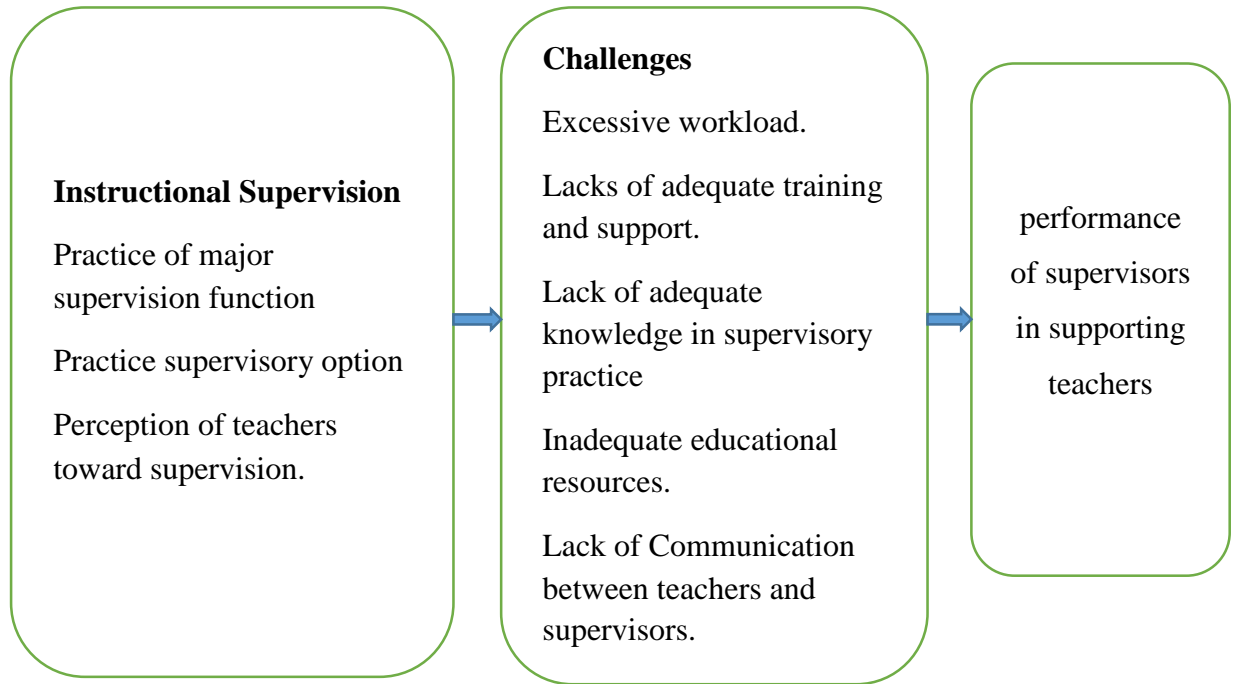 Instructional Supervision
Practice of major
supervision function
Practice supervisory option
Perception of teachers
toward supervision.
Challenges
Excessive workload.
Lacks of adequate training
and support.
Lack of adequate
knowledge in supervisory
practice
Inadequate educational
resources.
Lack of Communication
between teachers and
supervisors.
performance
of supervisors
in supporting
teachers